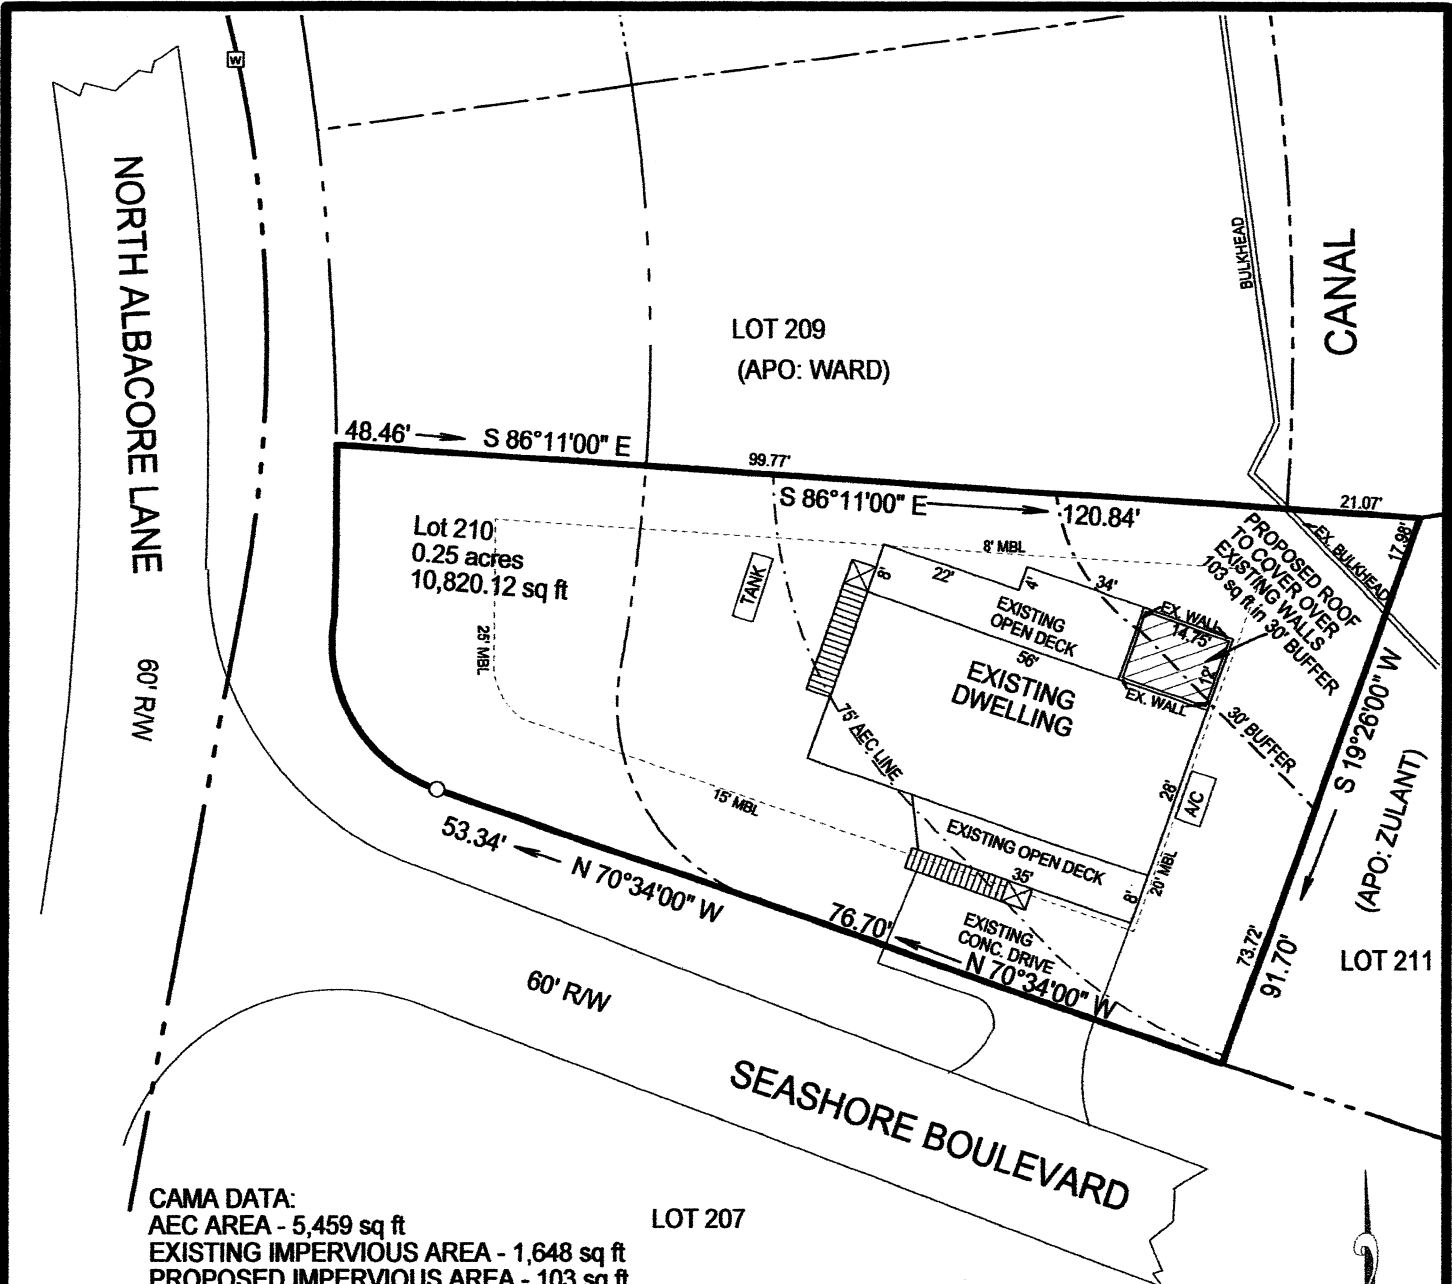 W
NORTH ALBACORE LANE
60' R/W
BULKHEAD
CANAL
LOT 209
(APO: WARD)
48.46'
S 86°11'00" E
99.77'
S 86°11'00" E
120.84'
21.07'
17.98'
Lot 210
0.25 acres
10,820.12 sq ft
25' MBL
TANK
8' MBL
8'
22'
4'
34'
EXISTING
OPEN DECK
56'
EXISTING
DWELLING
EX. WALL
14.75'
12'
EX. WALL
PROPOSED ROOF
TO COVER OVER
EXISTING WALLS
103 sq ft in 30' BUFFER
EX. BULKHEAD
30' BUFFER
S 19°26'00" W
(APO: ZULANT)
LOT 211
73.72'
91.70'
75' AEC LINE
28'
A/C
20' MBL
15' MBL
EXISTING OPEN DECK
35'
8'
EXISTING
CONC. DRIVE
53.34'
N 70°34'00" W
76.70'
N 70°34'00" W
60' R/W
SEASHORE BOULEVARD
CAMA DATA:
AEC AREA - 5,459 sq ft
EXISTING IMPERVIOUS AREA - 1,648 sq ft
PROPOSED IMPERVIOUS AREA - 103 sq ft
LOT 207